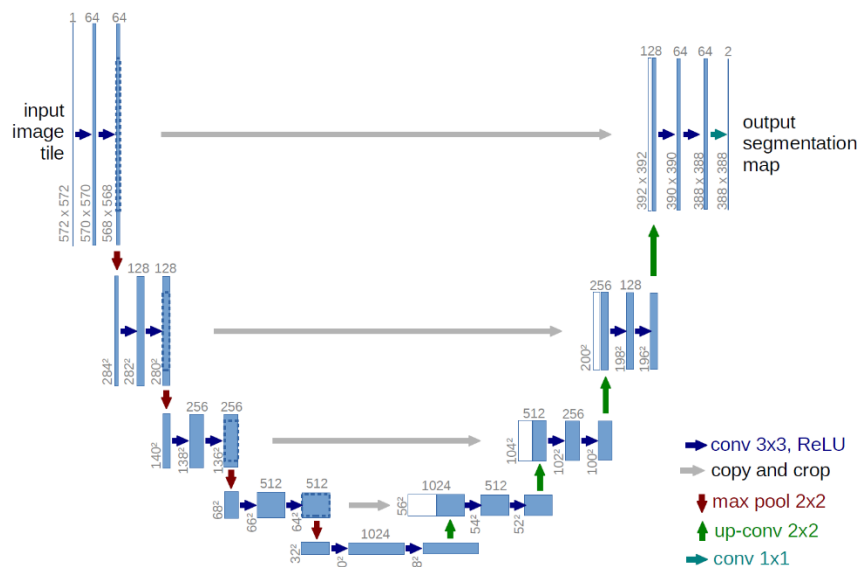 1 64 64
128 64 64 2
input
image
tile
output
segmentation
map
572 x 572
570 x 570
568 x 568
392 x 392
390 x 390
388 x 388
388 x 388
128 128
256 128
284²
282²
280²
200²
198²
196²
256 256
512 256
140²
138²
136²
104²
102²
100²
512 512
1024 512
68²
66²
64²
56²
54²
52²
1024
32²
0²
8²
conv 3x3, ReLU
copy and crop
max pool 2x2
up-conv 2x2
conv 1x1